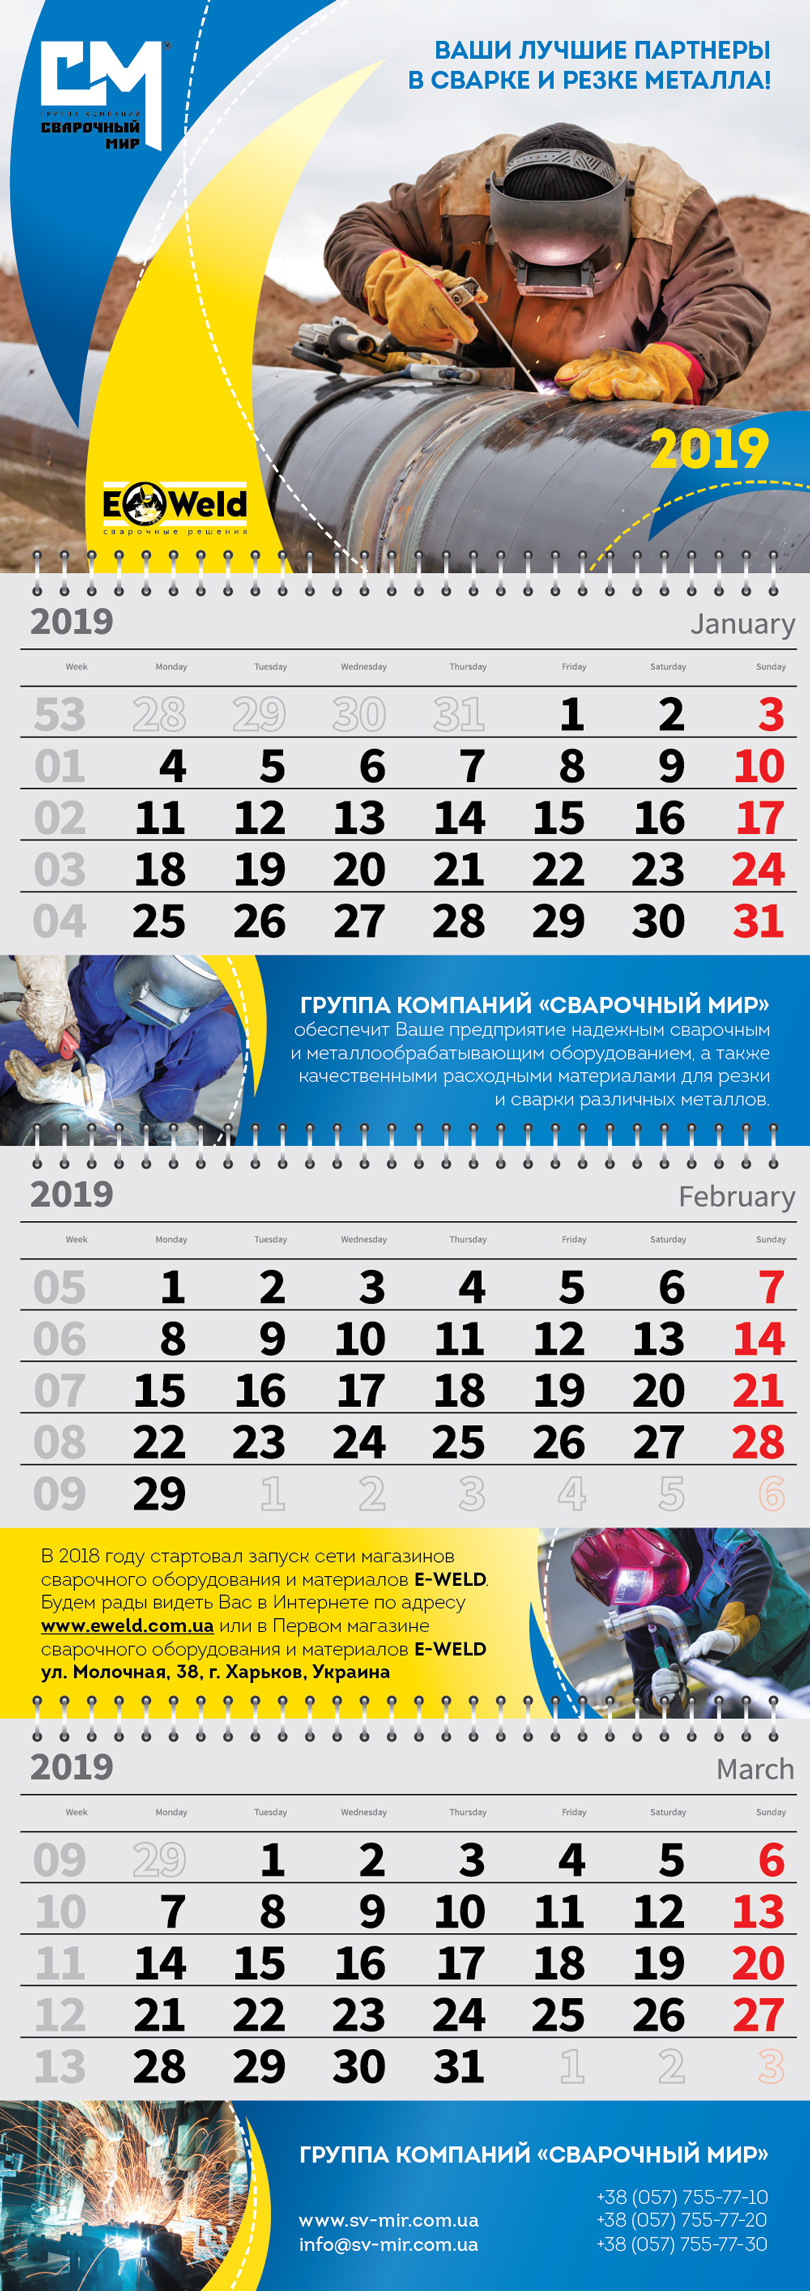 СМ
ГРУППА КОМПАНИЙ
СВАРОЧНЫЙ
МИР
ВАШИ ЛУЧШИЕ ПАРТНЕРЫ
В СВАРКЕ И РЕЗКЕ МЕТАЛЛА!
2019
E Weld
сварочные решения
2019 January
Week Monday Tuesday Wednesday Thursday Friday Saturday Sunday
53 28 29 30 31 1 2 3
01 4 5 6 7 8 9 10
02 11 12 13 14 15 16 17
03 18 19 20 21 22 23 24
04 25 26 27 28 29 30 31
ГРУППА КОМПАНИЙ «СВАРОЧНЫЙ МИР»
обеспечит Ваше предприятие надежным сварочным
и металлообрабатывающим оборудованием, а также
качественными расходными материалами для резки
и сварки различных металлов.
2019 February
Week Monday Tuesday Wednesday Thursday Friday Saturday Sunday
05 1 2 3 4 5 6 7
06 8 9 10 11 12 13 14
07 15 16 17 18 19 20 21
08 22 23 24 25 26 27 28
09 29 1 2 3 4 5 6
В 2018 году стартовал запуск сети магазинов
сварочного оборудования и материалов E-WELD.
Будем рады видеть Вас в Интернете по адресу
www.eweld.com.ua или в Первом магазине
сварочного оборудования и материалов E-WELD
ул. Молочная, 38, г. Харьков, Украина
2019 March
Week Monday Tuesday Wednesday Thursday Friday Saturday Sunday
09 29 1 2 3 4 5 6
10 7 8 9 10 11 12 13
11 14 15 16 17 18 19 20
12 21 22 23 24 25 26 27
13 28 29 30 31 1 2 3
ГРУППА КОМПАНИЙ «СВАРОЧНЫЙ МИР»
+38 (057) 755-77-10
www.sv-mir.com.ua +38 (057) 755-77-20
info@sv-mir.com.ua +38 (057) 755-77-30